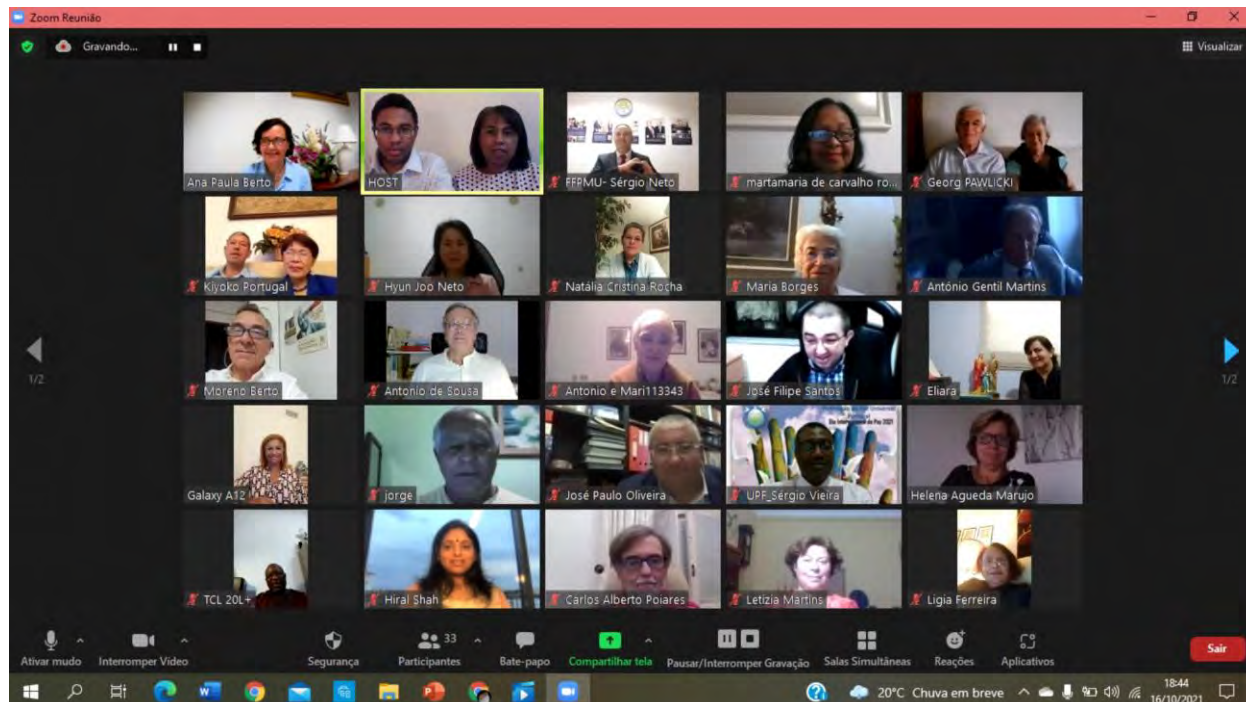 Zoom Reunião
Gravando...
Visualizar
Ana Paula Berto
HOST
FFPMU- Sérgio Neto
martamaria de carvalho ro...
Georg PAWLICKI
Kiyoko Portugal
Hyun Joo Neto
Natália Cristina Rocha
Maria Borges
António Gentil Martins
1/2
Moreno Berto
Antonio de Sousa
Antonio e Mari113343
José Filipe Santos
Eliara
1/2
Galaxy A12
jorge
José Paulo Oliveira
Dia Internacional da Paz 2021
UPF_Sérgio Vieira
Helena Agueda Marujo
TCL 20L+
Hiral Shah
Carlos Alberto Poiares
Letizia Martins
Ligia Ferreira
Ativar mudo
Interromper Vídeo
Segurança
33
Participantes
Bate-papo
Compartilhar tela
Pausar/Interromper Gravação
Salas Simultâneas
Reações
Aplicativos
Sair
20°C Chuva em breve
18:44
16/10/2021